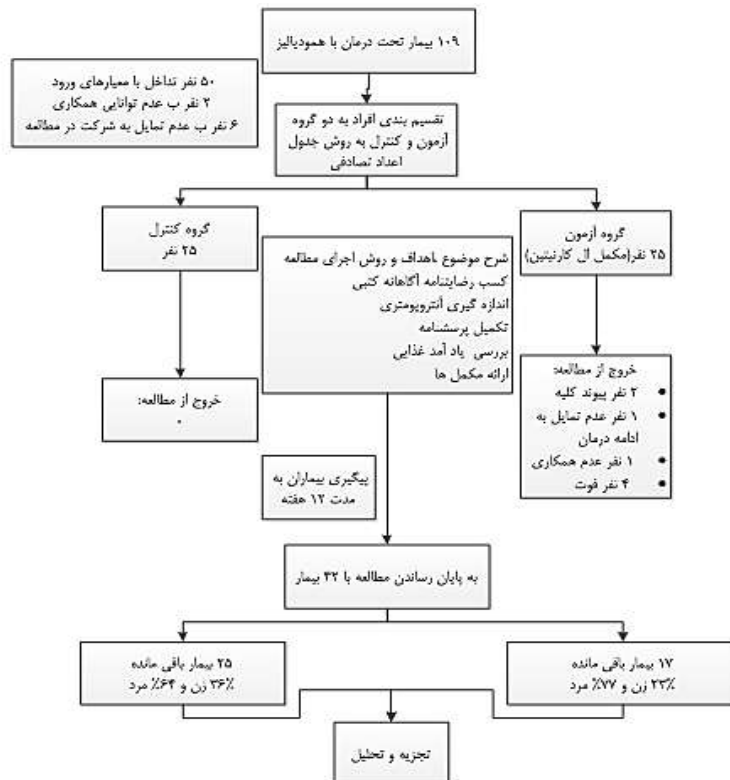 ۱۰۹ بیمار تحت درمان با همودیالیز
۵۰ نفر تداخل با معیارهای ورود
۲ نفر ب عدم توانایی همکاری
۶ نفر ب عدم تمایل به شرکت در مطالعه
تقسیم بندی افراد به دو گروه
آزمون و کنترل به روش جدول
اعداد تصادفی
گروه آزمون
۲۵ نفر(مکمل ال کارنیتین)
گروه کنترل
۲۵ نفر
شرح موضوع ،اهداف و روش اجرای مطالعه
کسب رضایتنامه آگاهانه کتبی
اندازه گیری آنتروپومتری
تکمیل پرسشنامه
بررسی یاد آمد غذایی
ارائه مکمل ها
خروج از مطالعه:
۲ نفر پیوند کلیه
۱ نفر عدم تمایل به
ادامه درمان
۱ نفر عدم همکاری
۴ نفر فوت
خروج از مطالعه:
۰
پیگیری بیماران به
مدت ۱۲ هفته
به پایان رساندن مطالعه با ۴۲ بیمار
۱۷ بیمار باقی مانده
۲۳٪ زن و ۷۷٪ مرد
۲۵ بیمار باقی مانده
۳۶٪ زن و ۶۴٪ مرد
تجزیه و تحلیل